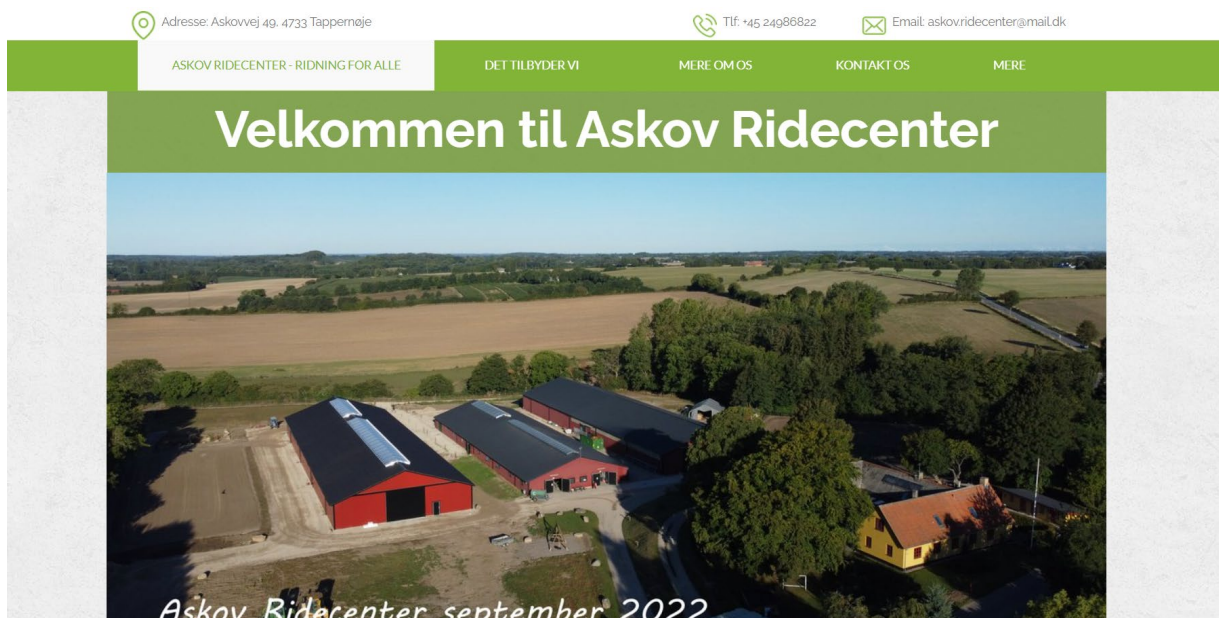 Adresse: Askovvej 49, 4733 Tappernøje
Tlf: +45 24986822
Email: askov.ridecenter@mail.dk
ASKOV RIDECENTER - RIDNING FOR ALLE
DET TILBYDER VI
MERE OM OS
KONTAKT OS
MERE
Velkommen til Askov Ridecenter
Askov Ridecenter september 2022